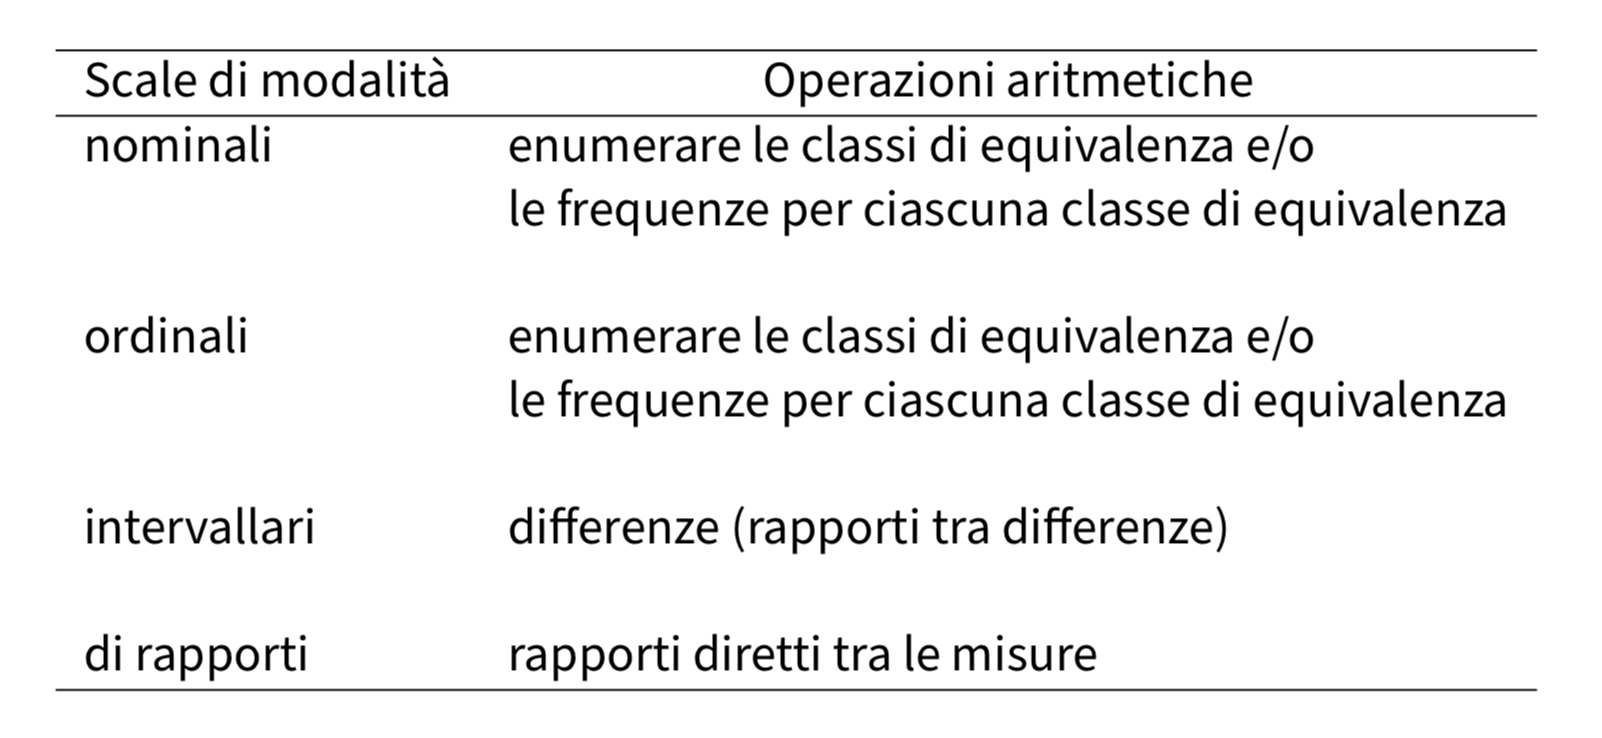 Scale di modalità Operazioni aritmetiche
nominali enumerare le classi di equivalenza e/o
le frequenze per ciascuna classe di equivalenza
ordinali enumerare le classi di equivalenza e/o
le frequenze per ciascuna classe di equivalenza
intervallari differenze (rapporti tra differenze)
di rapporti rapporti diretti tra le misure